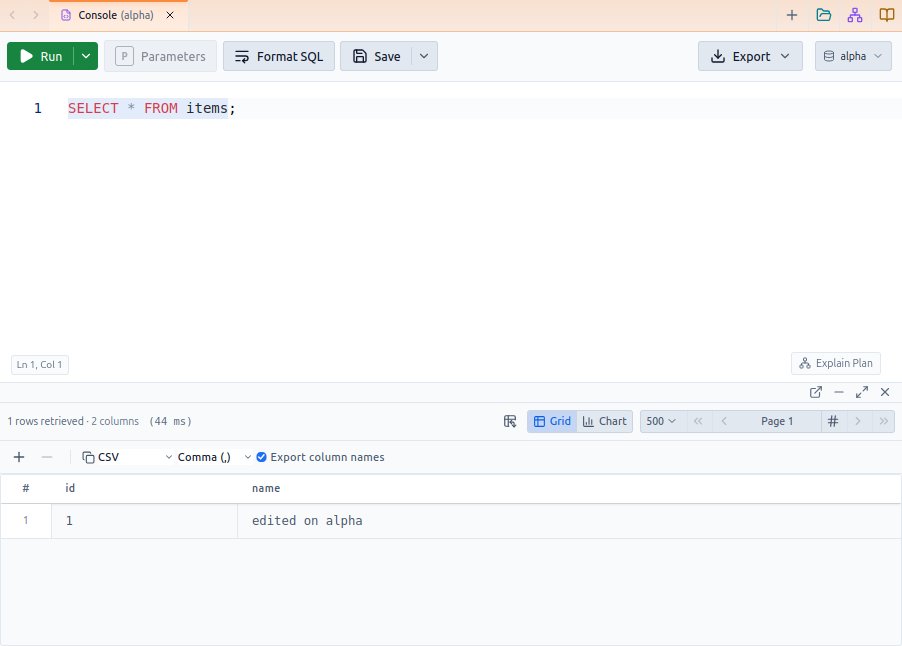 Console (alpha)
Run
P Parameters
Format SQL
Save
Export
alpha
1 SELECT * FROM items;
Ln 1, Col 1
Explain Plan
1 rows retrieved · 2 columns (44 ms)
Grid
Chart
500
Page 1
#
CSV
Comma (,)
Export column names
# id name
1 1 edited on alpha